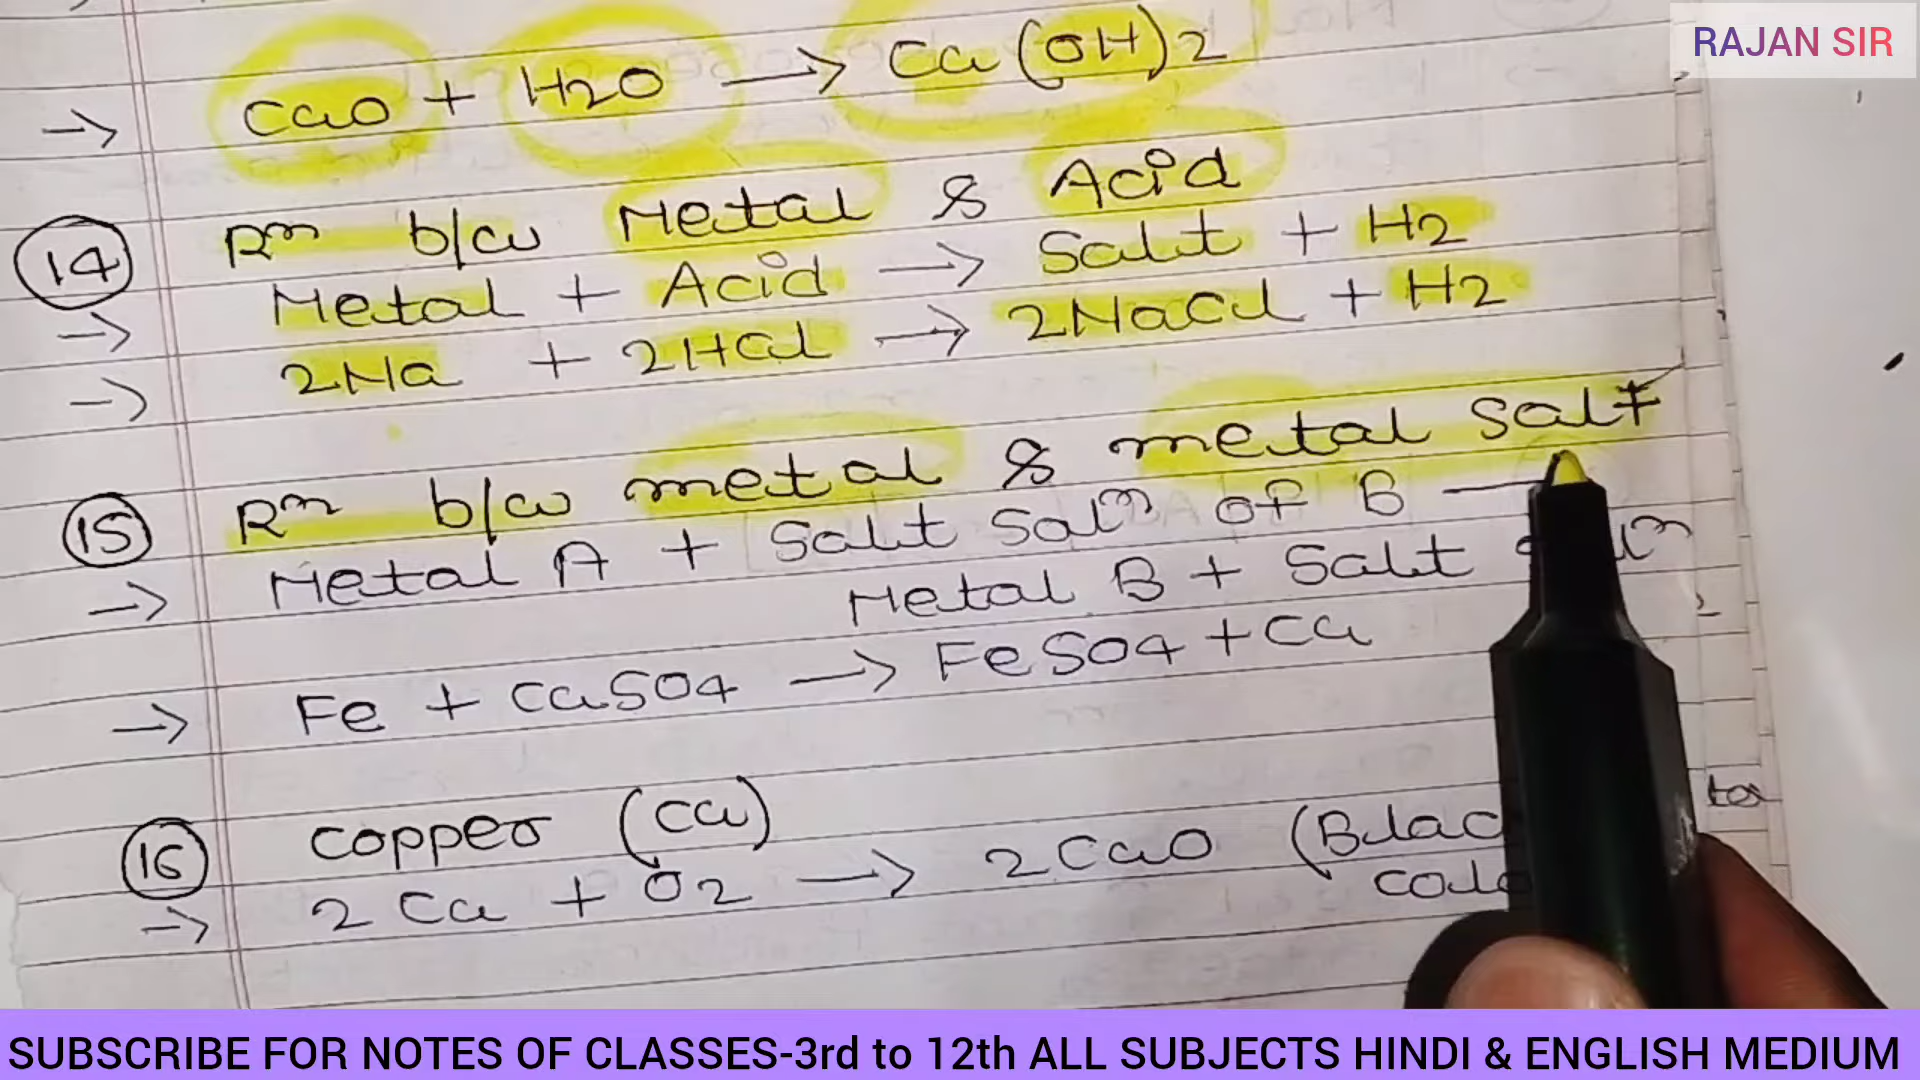 RAJAN SIR
→ CaO + H2O → Ca(OH)2
14 Rxn b/w Metal & Acid
→ Metal + Acid → Salt + H2
→ 2Na + 2HCl → 2NaCl + H2
15 Rxn b/w metal & metal Salt
→ Metal A + Salt Soln of B →
Metal B + Salt
→ Fe + CuSO4 → FeSO4 + Cu
16 Copper (Cu)
→ 2Cu + O2 → 2CuO (Blac
colo
SUBSCRIBE FOR NOTES OF CLASSES-3rd to 12th ALL SUBJECTS HINDI & ENGLISH MEDIUM